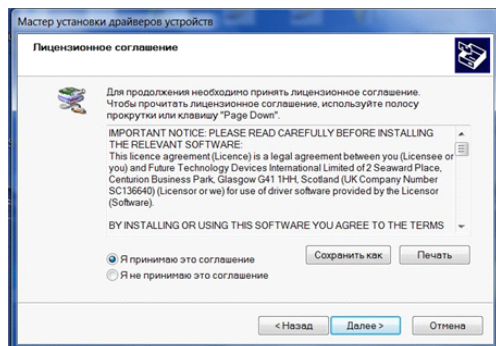 Мастер установки драйверов устройств
Лицензионное соглашение
Для продолжения необходимо принять лицензионное соглашение.
Чтобы прочитать лицензионное соглашение, используйте полосу
прокрутки или клавишу "Page Down".
IMPORTANT NOTICE: PLEASE READ CAREFULLY BEFORE INSTALLING
THE RELEVANT SOFTWARE:
This licence agreement (Licence) is a legal agreement between you (Licensee or
you) and Future Technology Devices International Limited of 2 Seaward Place,
Centurion Business Park, Glasgow G41 1HH, Scotland (UK Company Number
SC136640) (Licensor or we) for use of driver software provided by the Licensor
(Software).
BY INSTALLING OR USING THIS SOFTWARE YOU AGREE TO THE TERMS
Я принимаю это соглашение
Сохранить как
Печать
Я не принимаю это соглашение
< Назад
Далее >
Отмена